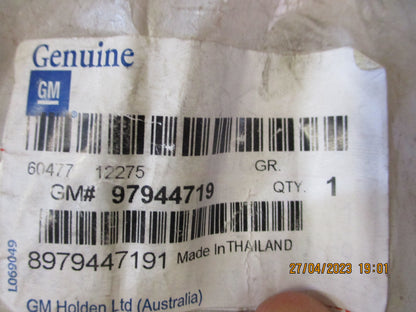 Genuine
GM
60477 12275 GR.
GM# 97944719 QTY. 1
8979447191 Made In THAILAND
L069049
GM Holden Ltd (Australia)
27/04/2023 19:01